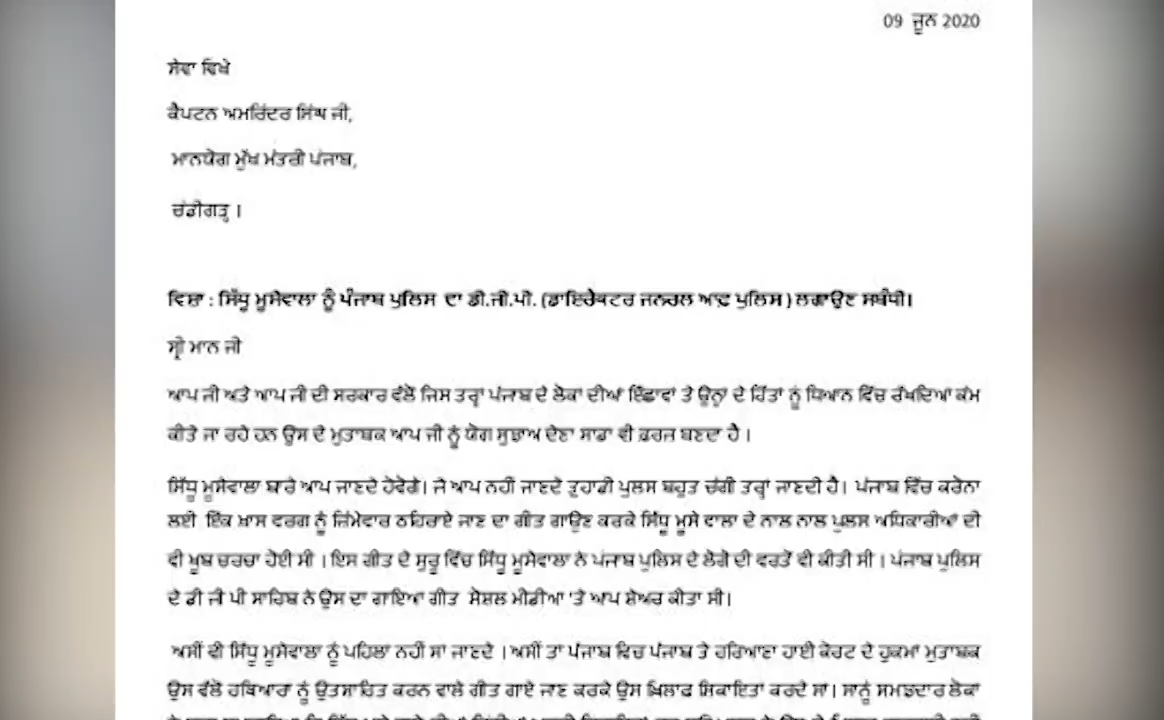 09 ਜੂਨ 2020
ਸੇਵਾ ਵਿਖੇ
ਕੈਪਟਨ ਅਮਰਿੰਦਰ ਸਿੰਘ ਜੀ,
ਮਾਨਯੋਗ ਮੁੱਖ ਮੰਤਰੀ ਪੰਜਾਬ,
ਚੰਡੀਗੜ੍ਹ ।
ਵਿਸ਼ਾ : ਸਿੱਧੂ ਮੂਸੇਵਾਲਾ ਨੂੰ ਪੰਜਾਬ ਪੁਲਿਸ ਦਾ ਡੀ.ਜੀ.ਪੀ. (ਡਾਇਰੈਕਟਰ ਜਨਰਲ ਆਫ਼ ਪੁਲਿਸ ) ਲਗਾਉਣ ਸਬੰਧੀ।
ਸ੍ਰੀ ਮਾਨ ਜੀ
ਆਪ ਜੀ ਅਤੇ ਆਪ ਜੀ ਦੀ ਸਰਕਾਰ ਵੱਲੋਂ ਜਿਸ ਤਰ੍ਹਾਂ ਪੰਜਾਬ ਦੇ ਲੋਕਾਂ ਦੀਆਂ ਇੱਛਾਵਾਂ ਤੇ ਉਨ੍ਹਾਂ ਦੇ ਹਿੱਤਾਂ ਨੂੰ ਧਿਆਨ ਵਿੱਚ ਰੱਖਦਿਆਂ ਕੰਮ
ਕੀਤੇ ਜਾ ਰਹੇ ਹਨ ਉਸ ਦੇ ਮੁਤਾਬਕ ਆਪ ਜੀ ਨੂੰ ਯੋਗ ਸੁਝਾਅ ਦੇਣਾ ਸਾਡਾ ਵੀ ਫ਼ਰਜ ਬਣਦਾ ਹੈ ।
ਸਿੱਧੂ ਮੂਸੇਵਾਲਾ ਬਾਰੇ ਆਪ ਜਾਣਦੇ ਹੋਵੋਗੇ। ਜੇ ਆਪ ਨਹੀਂ ਜਾਣਦੇ ਤੁਹਾਡੀ ਪੁਲਸ ਬਹੁਤ ਚੰਗੀ ਤਰ੍ਹਾਂ ਜਾਣਦੀ ਹੈ। ਪੰਜਾਬ ਵਿੱਚ ਕਰੋਨਾ
ਲਈ ਇੱਕ ਖ਼ਾਸ ਵਰਗ ਨੂੰ ਜ਼ਿੰਮੇਵਾਰ ਠਹਿਰਾਏ ਜਾਣ ਦਾ ਗੀਤ ਗਾਉਣ ਕਰਕੇ ਸਿੱਧੂ ਮੂਸੇ ਵਾਲਾ ਦੇ ਨਾਲ ਨਾਲ ਪੁਲਸ ਅਧਿਕਾਰੀਆਂ ਦੀ
ਵੀ ਖੂਬ ਚਰਚਾ ਹੋਈ ਸੀ । ਇਸ ਗੀਤ ਦੇ ਸ਼ੁਰੂ ਵਿੱਚ ਸਿੱਧੂ ਮੂਸੇਵਾਲਾ ਨੇ ਪੰਜਾਬ ਪੁਲਿਸ ਦੇ ਲੋਗੋ ਦੀ ਵਰਤੋਂ ਵੀ ਕੀਤੀ ਸੀ । ਪੰਜਾਬ ਪੁਲਿਸ
ਦੇ ਡੀ ਜੀ ਪੀ ਸਾਹਿਬ ਨੇ ਉਸ ਦਾ ਗਾਇਆ ਗੀਤ ਸੋਸ਼ਲ ਮੀਡੀਆ 'ਤੇ ਆਪ ਸ਼ੇਅਰ ਕੀਤਾ ਸੀ।
ਅਸੀਂ ਵੀ ਸਿੱਧੂ ਮੂਸੇਵਾਲਾ ਨੂੰ ਪਹਿਲਾਂ ਨਹੀਂ ਸਾਂ ਜਾਣਦੇ । ਅਸੀਂ ਤਾਂ ਪੰਜਾਬ ਵਿਚ ਪੰਜਾਬ ਤੇ ਹਰਿਆਣਾ ਹਾਈ ਕੋਰਟ ਦੇ ਹੁਕਮਾਂ ਮੁਤਾਬਕ
ਉਸ ਵੱਲੋਂ ਹਥਿਆਰਾਂ ਨੂੰ ਉਤਸਾਹਿਤ ਕਰਨ ਵਾਲੇ ਗੀਤ ਗਾਏ ਜਾਣ ਕਰਕੇ ਉਸ ਖ਼ਿਲਾਫ਼ ਸ਼ਿਕਾਇਤਾਂ ਕਰਦੇ ਸਾਂ। ਸਾਨੂੰ ਸਮਝਦਾਰ ਲੋਕਾਂ